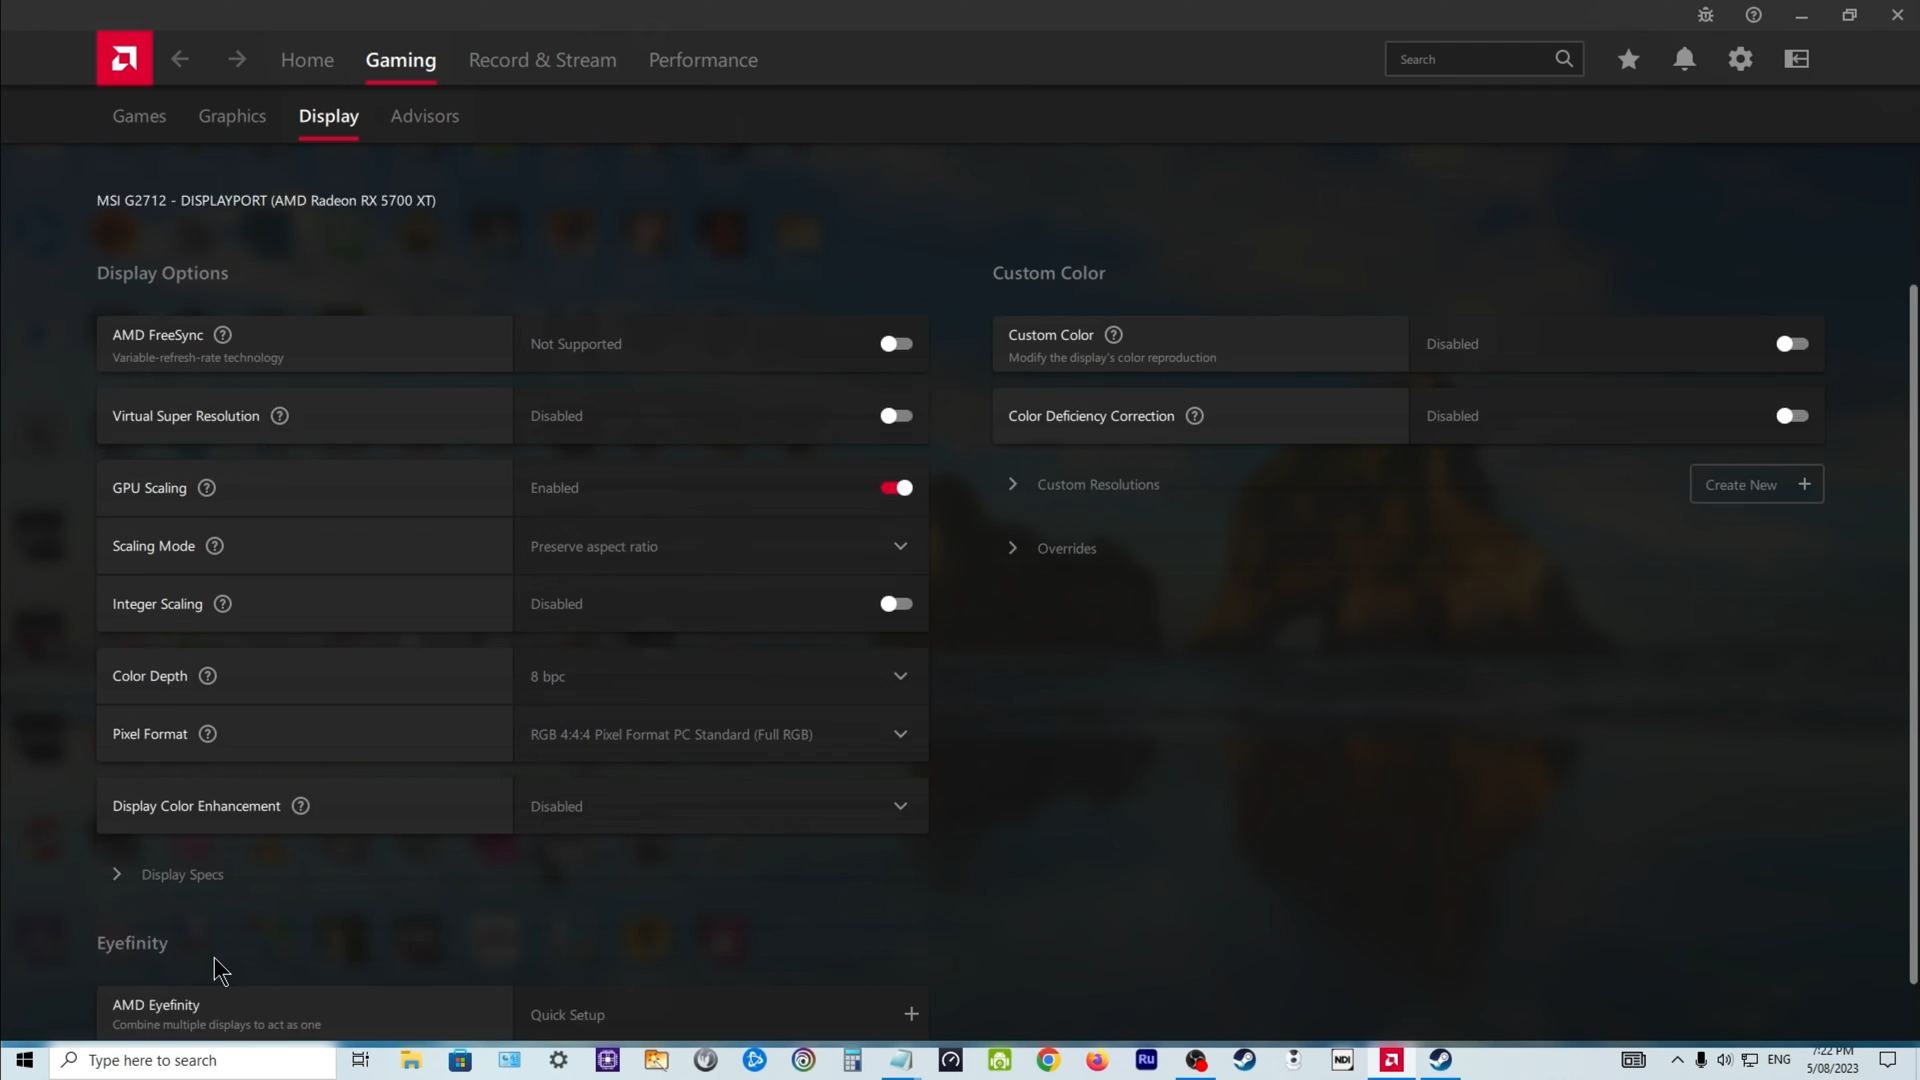 Home
Gaming
Record & Stream
Performance
Search
Games
Graphics
Display
Advisors
MSI G2712 - DISPLAYPORT (AMD Radeon RX 5700 XT)
Display Options
AMD FreeSync
Variable-refresh-rate technology
Not Supported
Virtual Super Resolution
Disabled
GPU Scaling
Enabled
Scaling Mode
Preserve aspect ratio
Integer Scaling
Disabled
Color Depth
8 bpc
Pixel Format
RGB 4:4:4 Pixel Format PC Standard (Full RGB)
Display Color Enhancement
Disabled
Display Specs
Eyefinity
AMD Eyefinity
Combine multiple displays to act as one
Quick Setup
Custom Color
Custom Color
Modify the display's color reproduction
Disabled
Color Deficiency Correction
Disabled
Custom Resolutions
Create New
Overrides
Type here to search
Ru
NDI
ENG
7:22 PM
5/08/2023